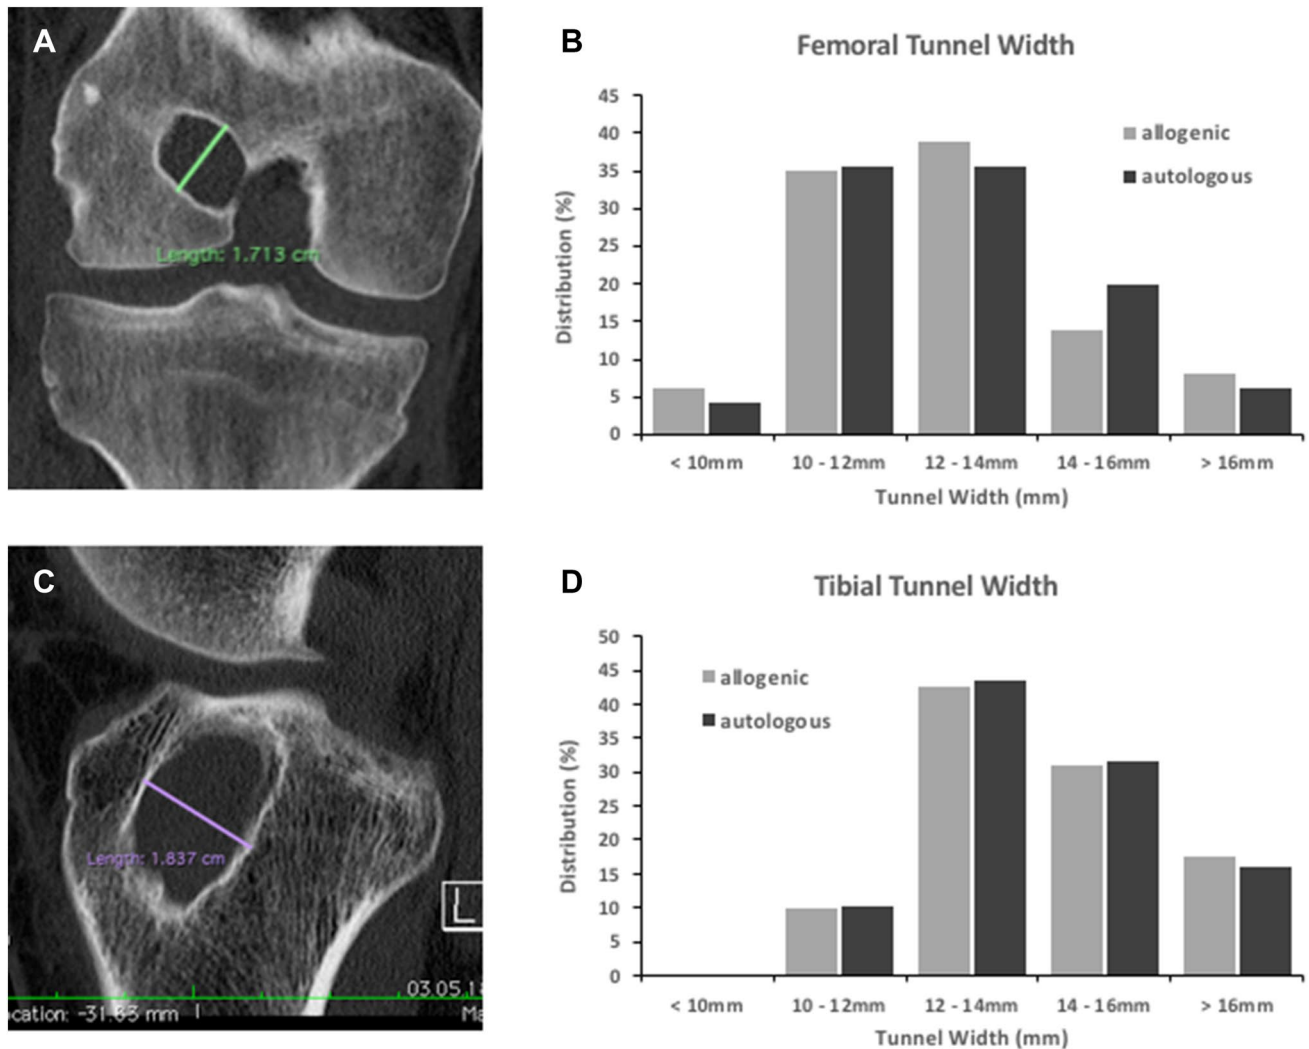 A
Length: 1.713 cm
B
Femoral Tunnel Width
45
40
35
30
25
20
15
10
5
0
Distribution (%)
allogenic
autologous
< 10mm
10 - 12mm
12 - 14mm
14 - 16mm
> 16mm
Tunnel Width (mm)
C
Length: 1.837 cm
L
03.05.1
ocation: -31.63 mm
Ma
D
Tibial Tunnel Width
50
45
40
35
30
25
20
15
10
5
0
Distribution (%)
allogenic
autologous
< 10mm
10 - 12mm
12 - 14mm
14 - 16mm
> 16mm
Tunnel Width (mm)